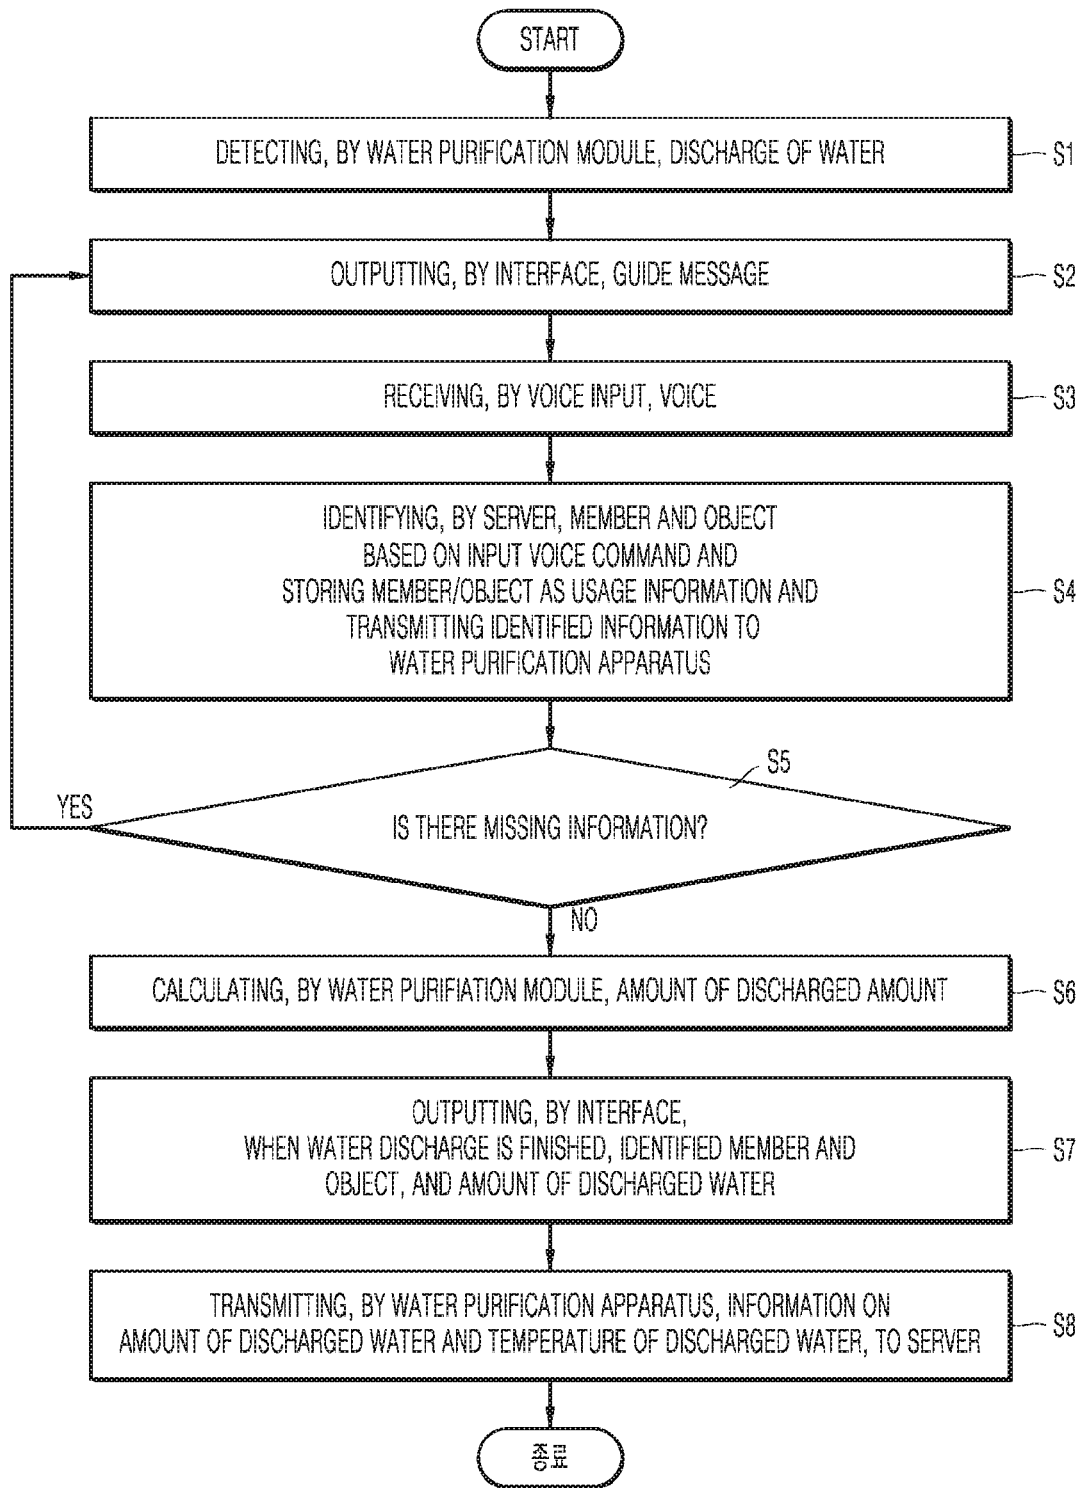 START
DETECTING, BY WATER PURIFICATION MODULE, DISCHARGE OF WATER
S1
OUTPUTTING, BY INTERFACE, GUIDE MESSAGE
S2
RECEIVING, BY VOICE INPUT, VOICE
S3
IDENTIFYING, BY SERVER, MEMBER AND OBJECT
BASED ON INPUT VOICE COMMAND AND
STORING MEMBER/OBJECT AS USAGE INFORMATION AND
TRANSMITTING IDENTIFIED INFORMATION TO
WATER PURIFICATION APPARATUS
S4
S5
YES
IS THERE MISSING INFORMATION?
NO
CALCULATING, BY WATER PURIFIATION MODULE, AMOUNT OF DISCHARGED AMOUNT
S6
OUTPUTTING, BY INTERFACE,
WHEN WATER DISCHARGE IS FINISHED, IDENTIFIED MEMBER AND
OBJECT, AND AMOUNT OF DISCHARGED WATER
S7
TRANSMITTING, BY WATER PURIFICATION APPARATUS, INFORMATION ON
AMOUNT OF DISCHARGED WATER AND TEMPERATURE OF DISCHARGED WATER, TO SERVER
S8
종료